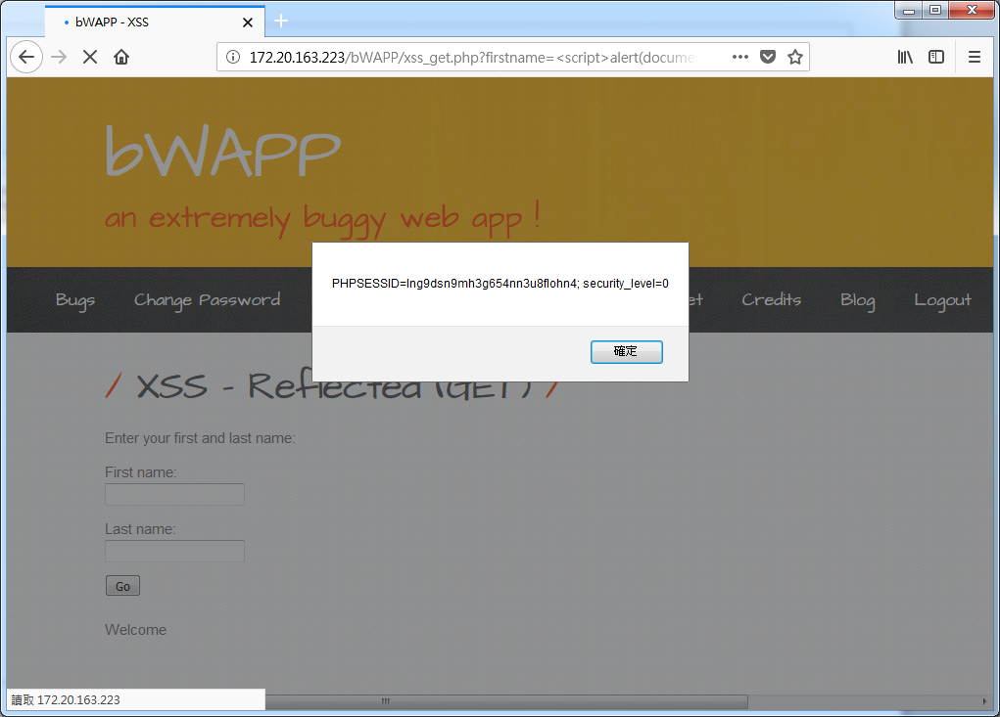 bWAPP - XSS
172.20.163.223/bWAPP/xss_get.php?firstname=<script>alert(docume
bWAPP
an extremely buggy web app !
Bugs Change Password Credits Blog Logout
PHPSESSID=lng9dsn9mh3g654nn3u8flohn4; security_level=0
確定
/ XSS - Reflected (GET) /
Enter your first and last name:
First name:
Last name:
Go
Welcome
讀取 172.20.163.223